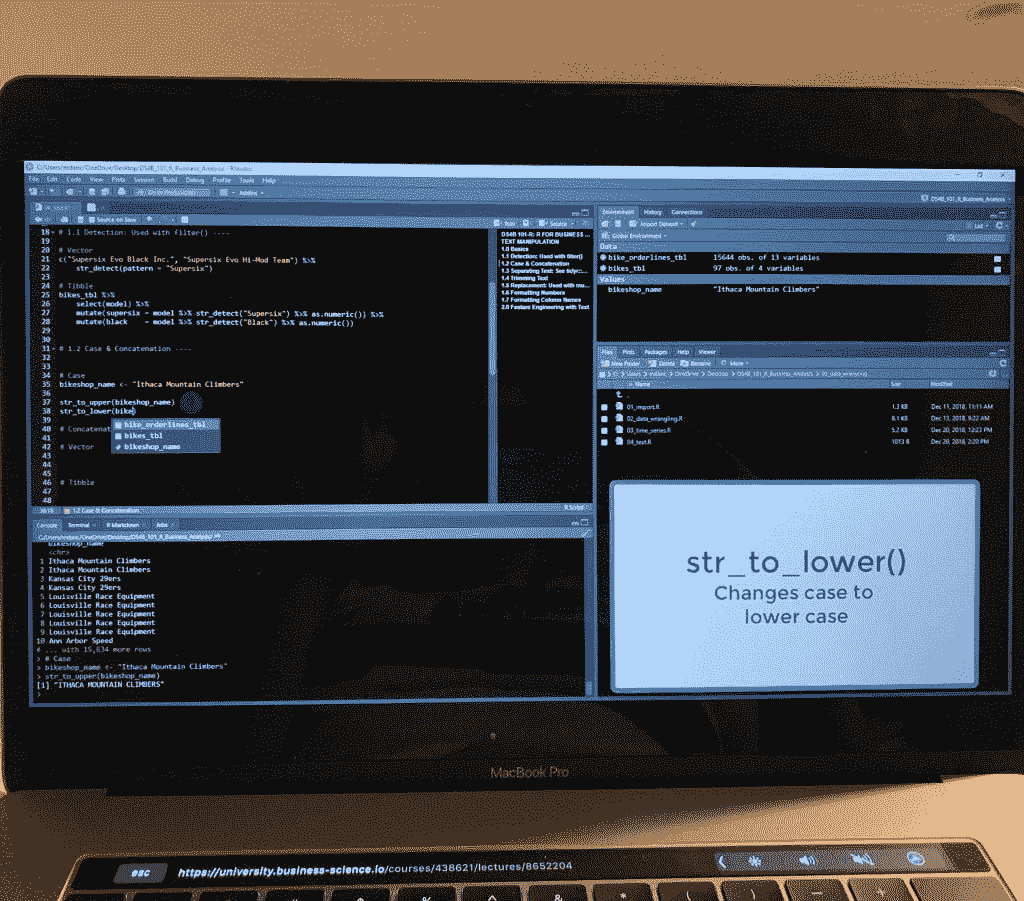 C:/Users/mdanc/OneDrive/Desktop/DS4B_101_R_Business_Analysis - RStudio
File Edit Code View Plots Session Build Debug Profile Tools Help
Addins
DS4B_101_R_Business_Analysis
Source on Save
Run
Source
18 # 1.1 Detection: Used with filter() ----
19
20 # Vector
21 c("Supersix Evo Black Inc.", "Supersix Evo Hi-Mod Team") %>%
22 str_detect(pattern = "Supersix")
23
24 # Tibble
25 bikes_tbl %>%
26 select(model) %>%
27 mutate(supersix = model %>% str_detect("Supersix") %>% as.numeric()) %>%
28 mutate(black = model %>% str_detect("Black") %>% as.numeric())
29
30
31 # 1.2 Case & Concatenation ----
32
33
34 # Case
35 bikeshop_name <- "Ithaca Mountain Climbers"
36
37 str_to_upper(bikeshop_name)
38 str_to_lower(bike)
39
bike_orderlines_tbl
40 # Concatenat
41
bikes_tbl
42 # Vector
bikeshop_name
43
44
45
46 # Tibble
47
48
1.2 Case & Concatenation
R Script
DS4B 101-R: R FOR BUSINESS ...
TEXT MANIPULATION
1.0 Basics
1.1 Detection: Used with filter()
1.2 Case & Concatenation
1.3 Separating Text: See tidyr::...
1.4 Trimming Text
1.5 Replacement: Used with mu...
1.6 Formatting Numbers
1.7 Formatting Column Names
2.0 Feature Engineering with Text
Console Terminal R Markdown Jobs
C:/Users/mdanc/OneDrive/Desktop/DS4B_101_R_Business_Analysis/
bikeshop_name
<chr>
1 Ithaca Mountain Climbers
2 Ithaca Mountain Climbers
3 Kansas City 29ers
4 Kansas City 29ers
5 Louisville Race Equipment
6 Louisville Race Equipment
7 Louisville Race Equipment
8 Louisville Race Equipment
9 Louisville Race Equipment
10 Ann Arbor Speed
# ... with 15,634 more rows
> # Case
> bikeshop_name <- "Ithaca Mountain Climbers"
> str_to_upper(bikeshop_name)
[1] "ITHACA MOUNTAIN CLIMBERS"
>
Environment History Connections
Import Dataset
List
Global Environment
Data
bike_orderlines_tbl 15644 obs. of 13 variables
bikes_tbl 97 obs. of 4 variables
Values
bikeshop_name "Ithaca Mountain Climbers"
Files Plots Packages Help Viewer
New Folder Delete Rename More
C: Users mdanc OneDrive Desktop DS4B_101_R_Business_Analysis
Name Size Modified
..
01_import.R 1.3 KB Dec 11, 2018, 11:11 AM
02_data_wrangling.R 8.1 KB Dec 13, 2018, 9:22 AM
03_time_series.R 5.2 KB Dec 20, 2018, 12:23 PM
04_text.R 1013 B Dec 20, 2018, 2:20 PM
str_to_lower()
Changes case to
lower case
MacBook Pro
esc
https://university.business-science.io/courses/438621/lectures/8652204
% ^ & * ( ) — +